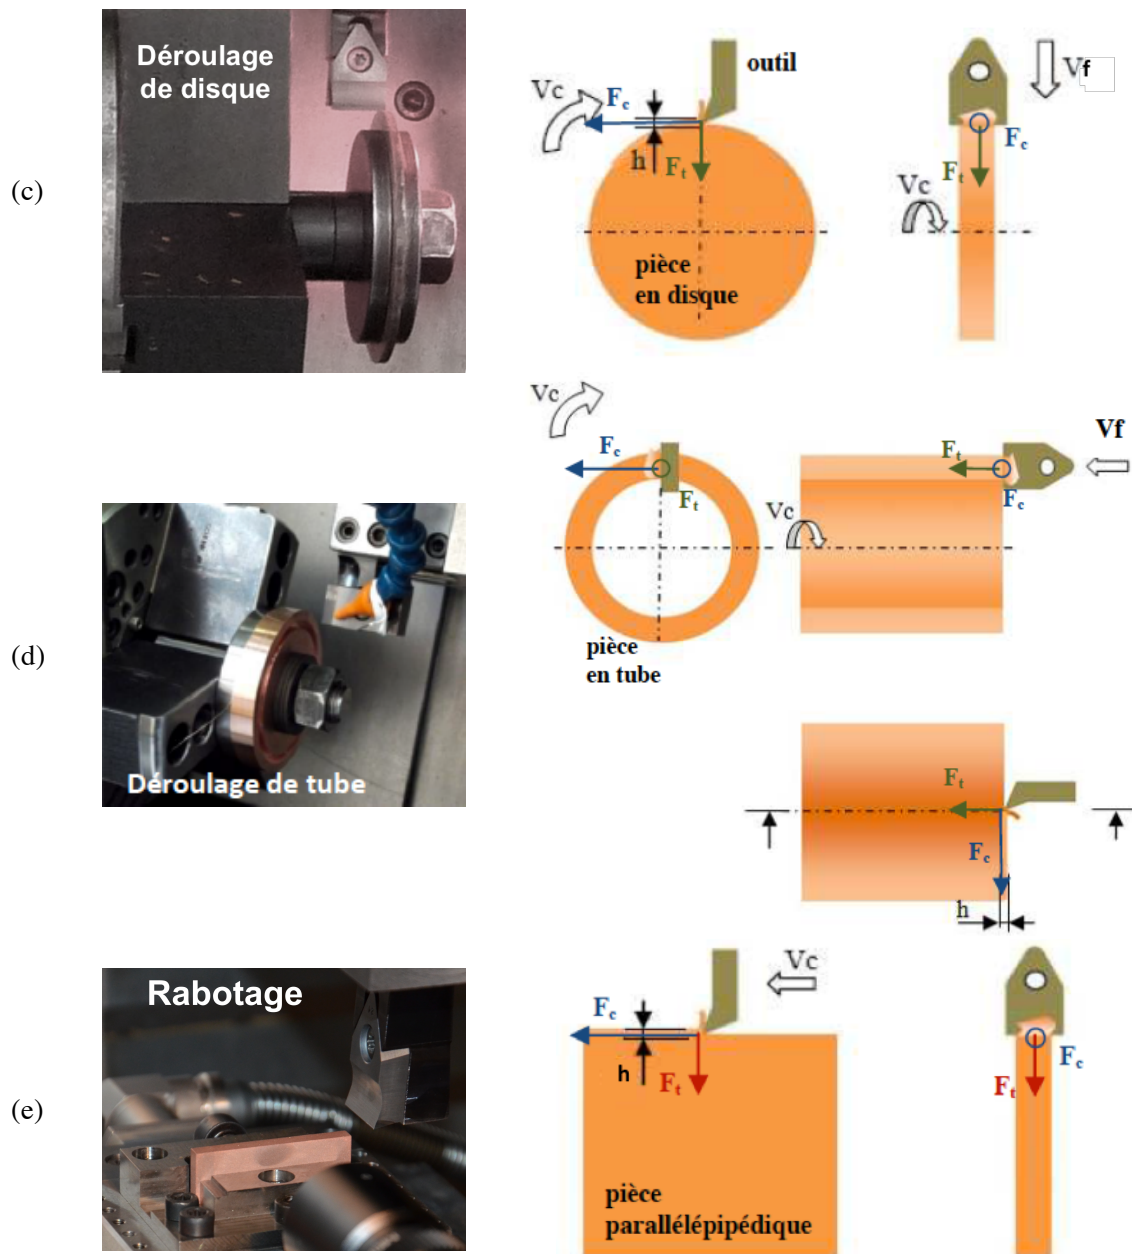 (c)
Déroulage
de disque
outil
Vc
Fc
h
Ft
pièce
en disque
Vf
Fc
Ft
Vc
(d)
Déroulage de tube
Vc
Fc
Ft
pièce
en tube
Vf
Ft
Fc
Vc
Ft
Fc
h
(e)
Rabotage
Vc
Fc
h
Ft
pièce
parallélépipédique
Fc
Ft